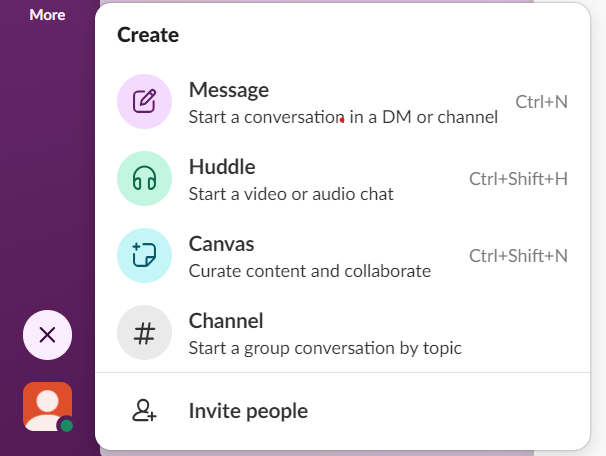 More
Create
Message
Ctrl+N
Start a conversation in a DM or channel
Huddle
Ctrl+Shift+H
Start a video or audio chat
Canvas
Ctrl+Shift+N
Curate content and collaborate
Channel
Start a group conversation by topic
Invite people